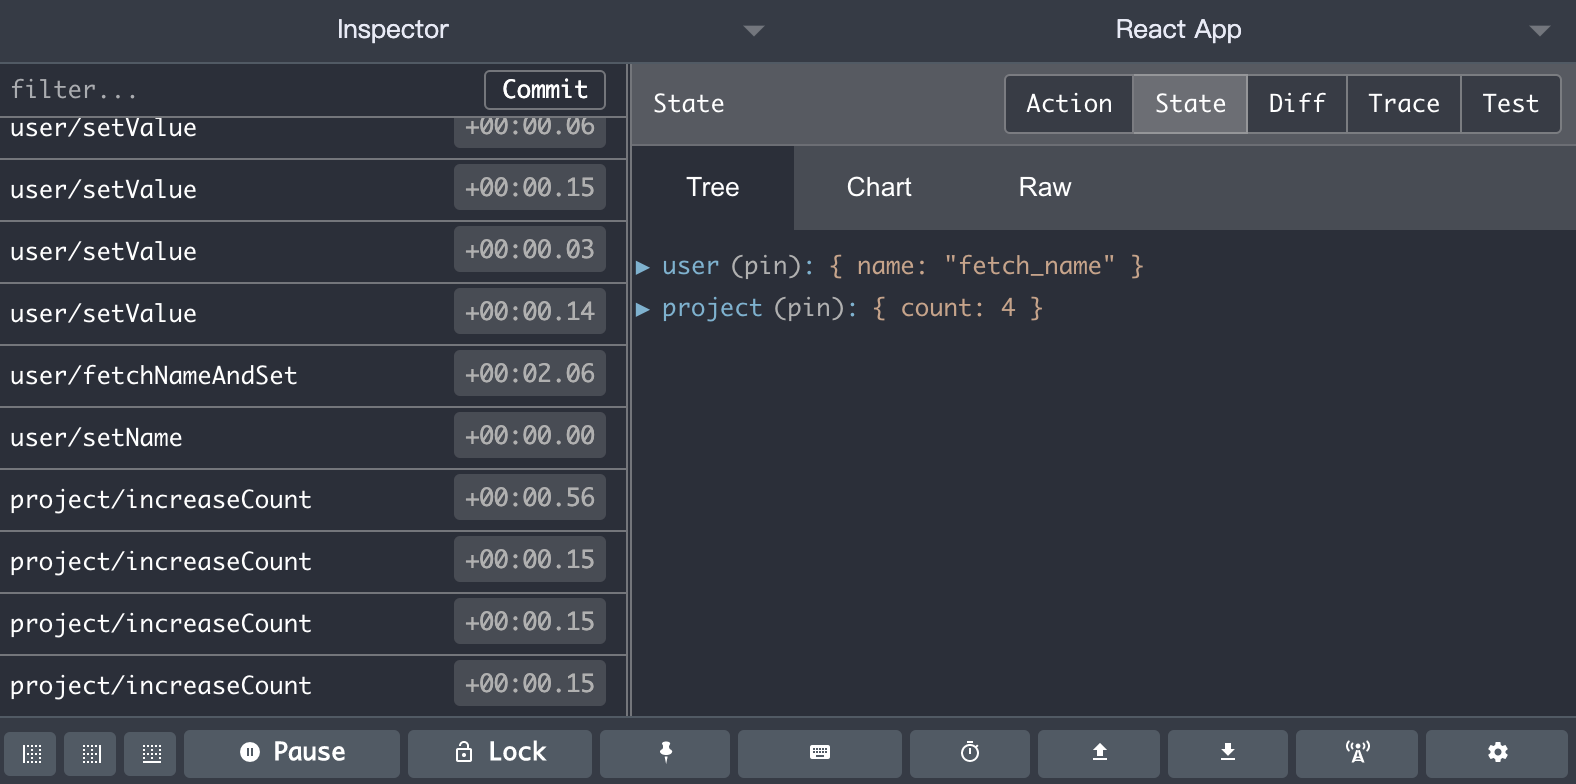 Inspector
React App
filter...
Commit
user/setValue +00:00.06
user/setValue +00:00.15
user/setValue +00:00.03
user/setValue +00:00.14
user/fetchNameAndSet +00:02.06
user/setName +00:00.00
project/increaseCount +00:00.56
project/increaseCount +00:00.15
project/increaseCount +00:00.15
project/increaseCount +00:00.15
State
Action State Diff Trace Test
Tree Chart Raw
▶ user (pin): { name: "fetch_name" }
▶ project (pin): { count: 4 }
Pause
Lock